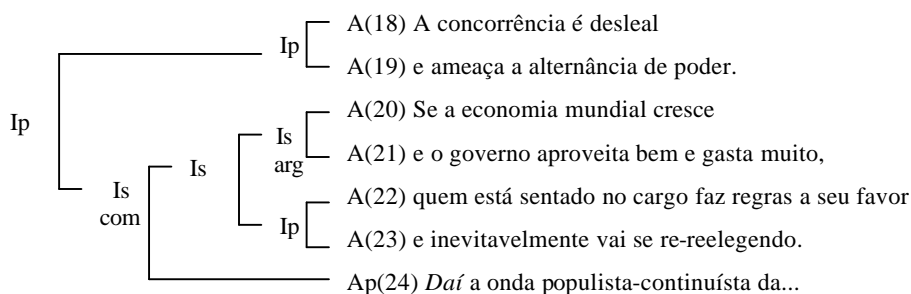 A(18) A concorrência é desleal
Ip
A(19) e ameaça a alternância de poder.
Ip
A(20) Se a economia mundial cresce
Is
arg
A(21) e o governo aproveita bem e gasta muito,
Is
Is
com
A(22) quem está sentado no cargo faz regras a seu favor
Ip
A(23) e inevitavelmente vai se re-reelegendo.
Ap(24) Daí a onda populista-continuísta da...